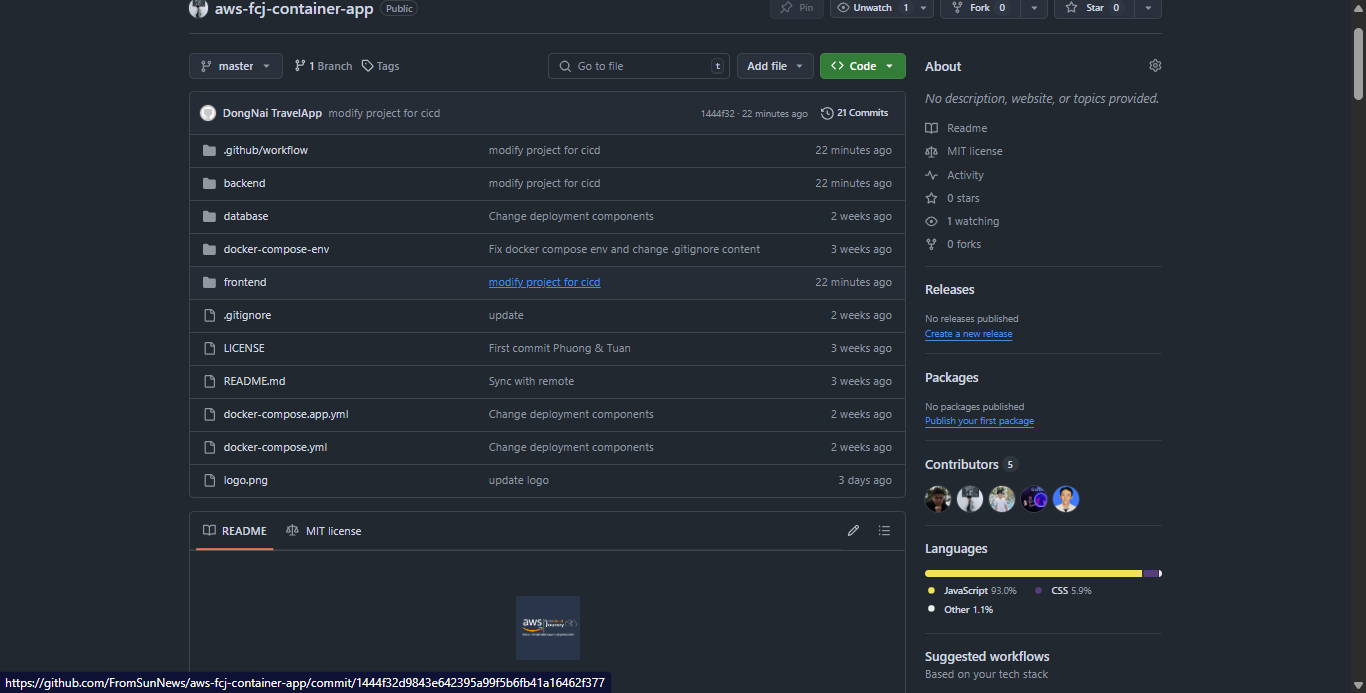 aws-fcj-container-app Public
Pin Unwatch 1 Fork 0 Star 0
master 1 Branch Tags Go to file t Add file Code
DongNai TravelApp modify project for cicd 1444f32 · 22 minutes ago 21 Commits
.github/workflow modify project for cicd 22 minutes ago
backend modify project for cicd 22 minutes ago
database Change deployment components 2 weeks ago
docker-compose-env Fix docker compose env and change .gitignore content 3 weeks ago
frontend modify project for cicd 22 minutes ago
.gitignore update 2 weeks ago
LICENSE First commit Phuong & Tuan 3 weeks ago
README.md Sync with remote 3 weeks ago
docker-compose.app.yml Change deployment components 2 weeks ago
docker-compose.yml Change deployment components 2 weeks ago
logo.png update logo 3 days ago
README MIT license
aws
Journey
About
No description, website, or topics provided.
Readme
MIT license
Activity
0 stars
1 watching
0 forks
Releases
No releases published
Create a new release
Packages
No packages published
Publish your first package
Contributors 5
Languages
JavaScript 93.0% CSS 5.9%
Other 1.1%
Suggested workflows
Based on your tech stack
https://github.com/FromSunNews/aws-fcj-container-app/commit/1444f32d9843e642395a99f5b6fb41a16462f377